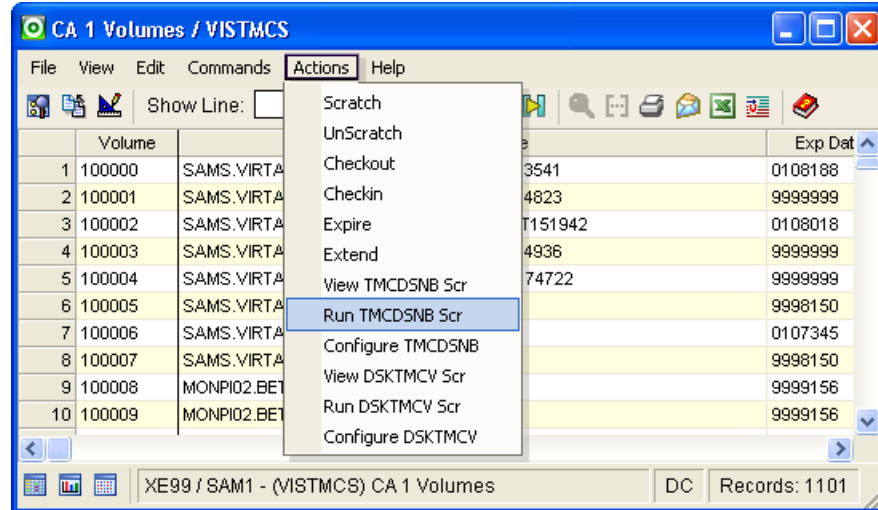 CA 1 Volumes / VISTMCS
File View Edit Commands Actions Help
Show Line:
Scratch
UnScratch
Checkout
Checkin
Expire
Extend
View TMCDSNB Scr
Run TMCDSNB Scr
Configure TMCDSNB
View DSKTMCV Scr
Run DSKTMCV Scr
Configure DSKTMCV
Volume Exp Dat
1 100000 SAMS.VIRTA 3541 0108188
2 100001 SAMS.VIRTA 4823 9999999
3 100002 SAMS.VIRTA T151942 0108018
4 100003 SAMS.VIRTA 4936 9999999
5 100004 SAMS.VIRTA 74722 9999999
6 100005 SAMS.VIRTA 9998150
7 100006 SAMS.VIRTA 0107345
8 100007 SAMS.VIRTA 9998150
9 100008 MONPI02.BET 9999156
10 100009 MONPI02.BET 9999156
XE99 / SAM1 - (VISTMCS) CA 1 Volumes DC Records: 1101